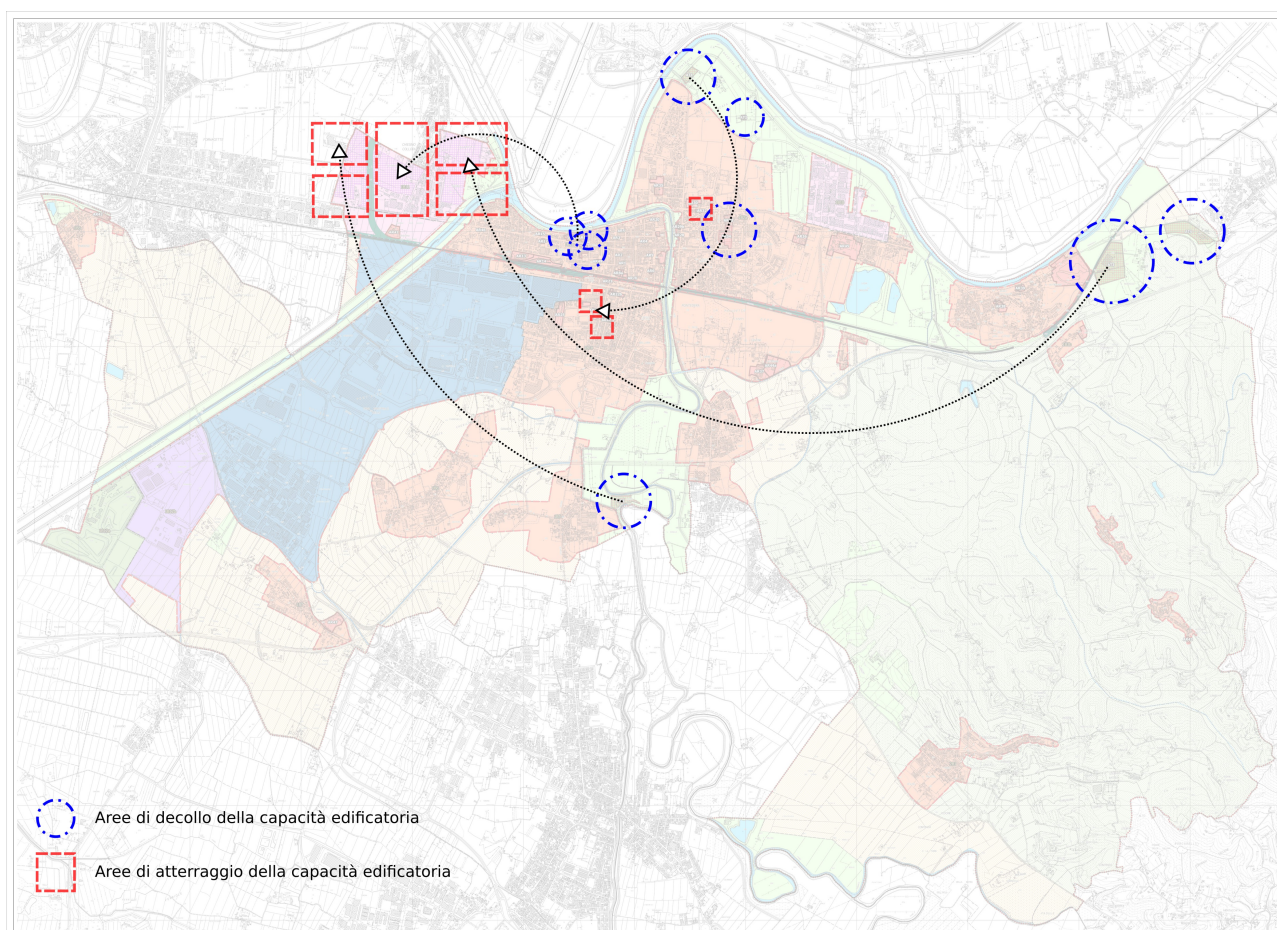 Aree di decollo della capacità edificatoria
Aree di atterraggio della capacità edificatoria